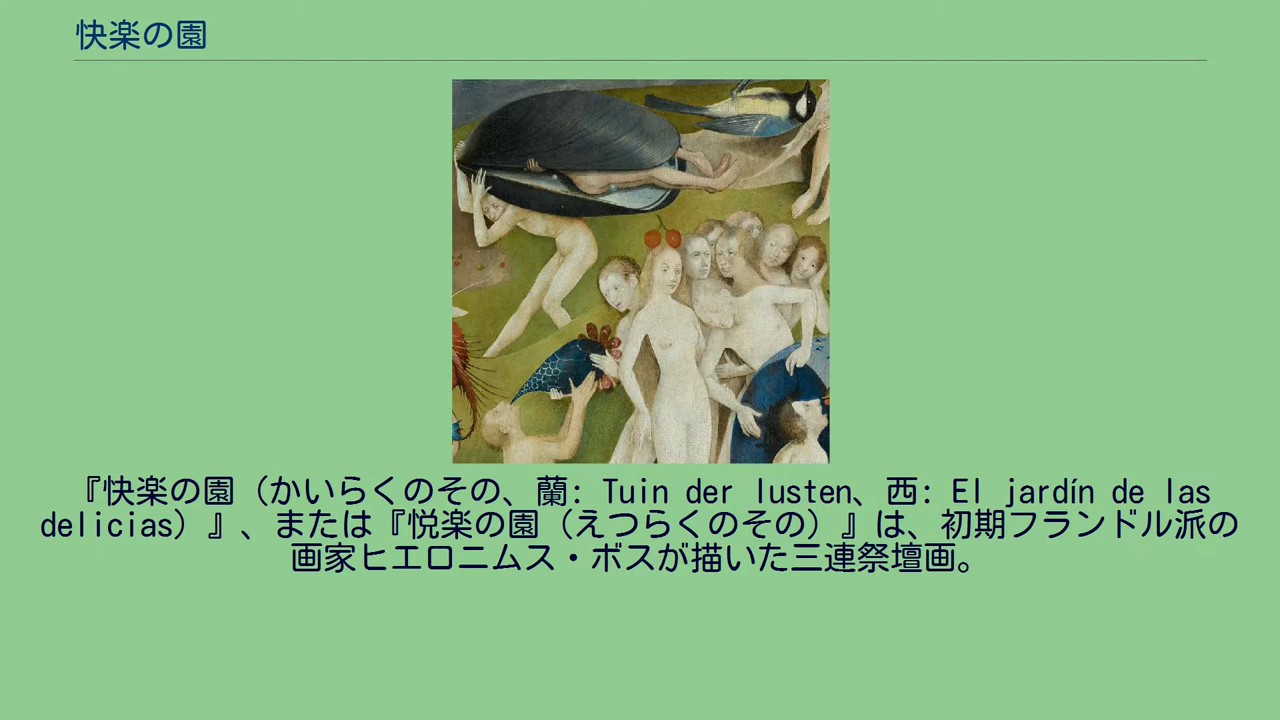 快楽の園
『快楽の園（かいらくのその、蘭: Tuin der lusten、西: El jardín de las
delicias）』、または『悦楽の園（えつらくのその）』は、初期フランドル派の
画家ヒエロニムス・ボスが描いた三連祭壇画。